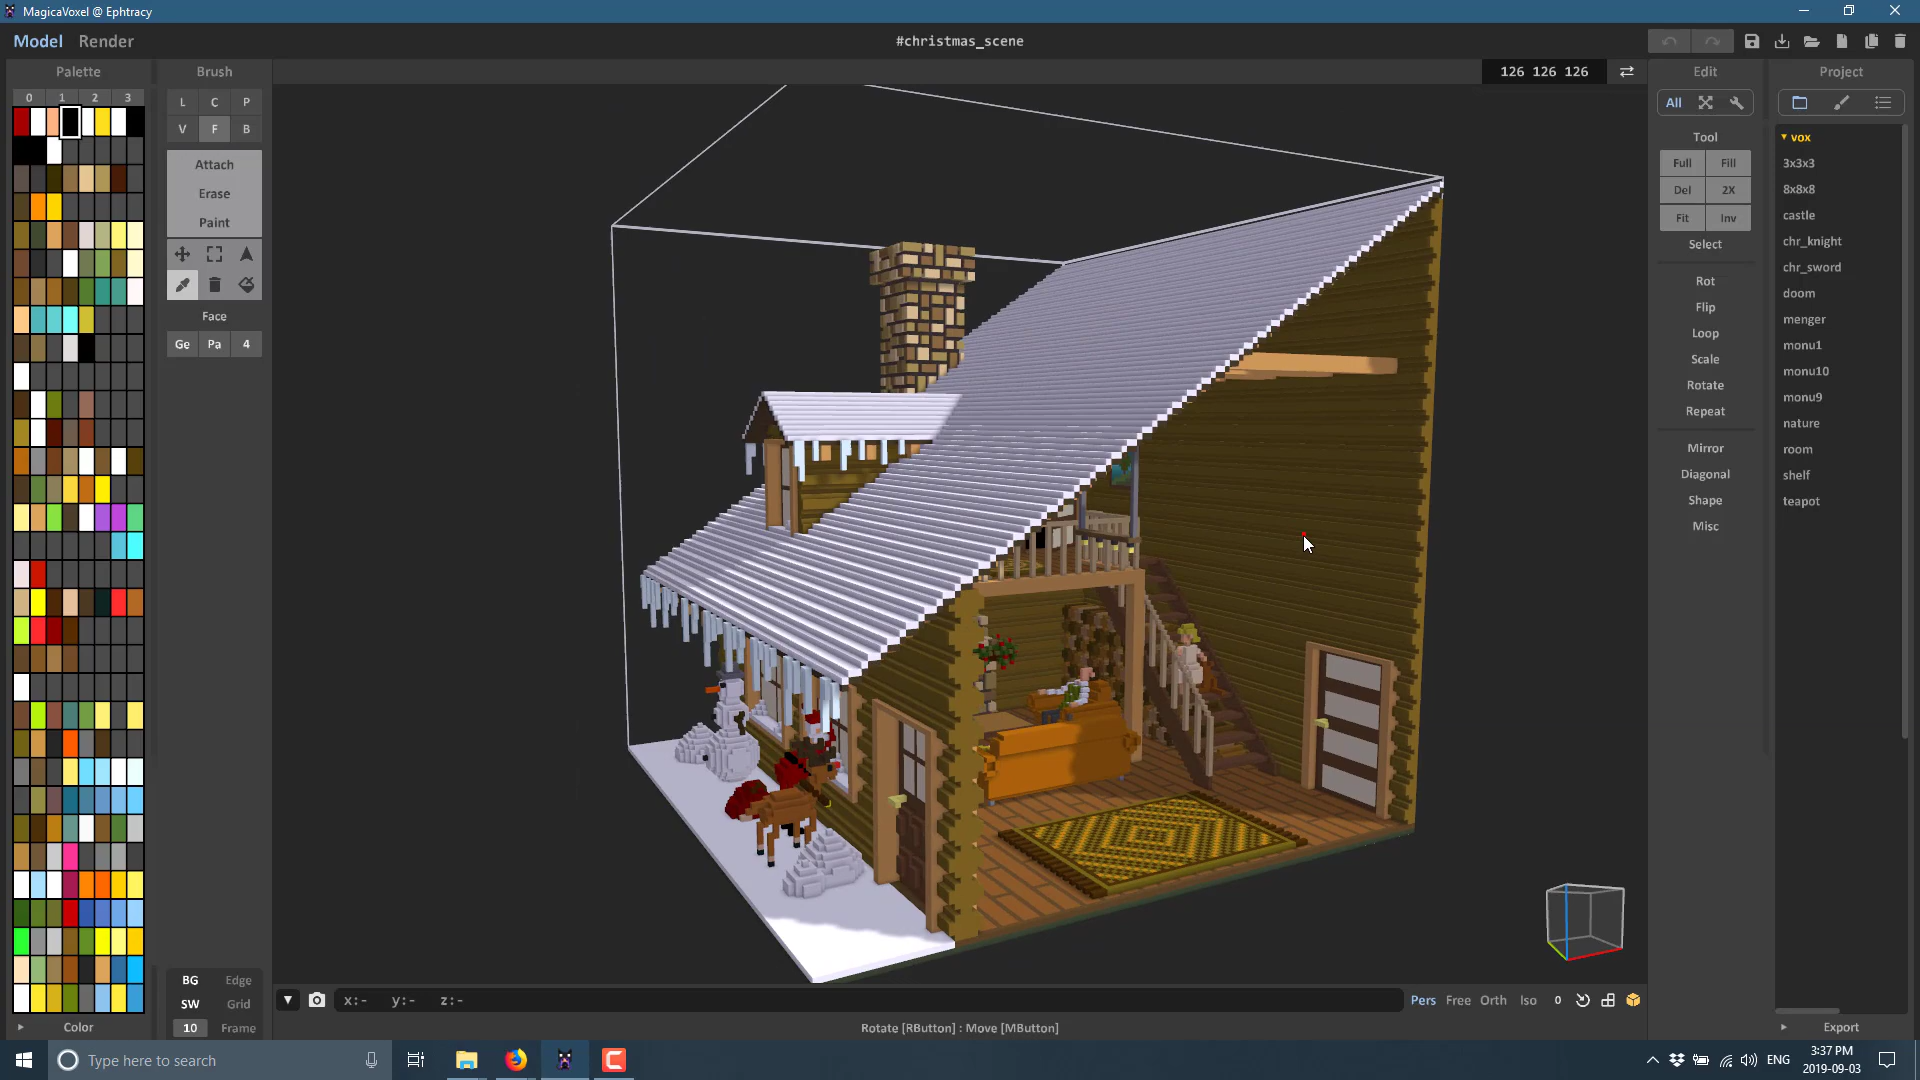 MagicaVoxel @ Ephtracy
Model Render
#christmas_scene
Palette
Brush
126 126 126
Edit
Project
0 1 2 3
L C P
V F B
All
Attach
Erase
Paint
Face
Ge Pa 4
Tool
Full Fill
Del 2X
Fit Inv
Select
Rot
Flip
Loop
Scale
Rotate
Repeat
Mirror
Diagonal
Shape
Misc
vox
3x3x3
8x8x8
castle
chr_knight
chr_sword
doom
menger
monu1
monu10
monu9
nature
room
shelf
teapot
BG Edge
SW Grid
10 Frame
Color
x:- y:- z:-
Pers Free Orth Iso 0
Rotate [RButton] : Move [MButton]
Export
Type here to search
ENG
3:37 PM
2019-09-03